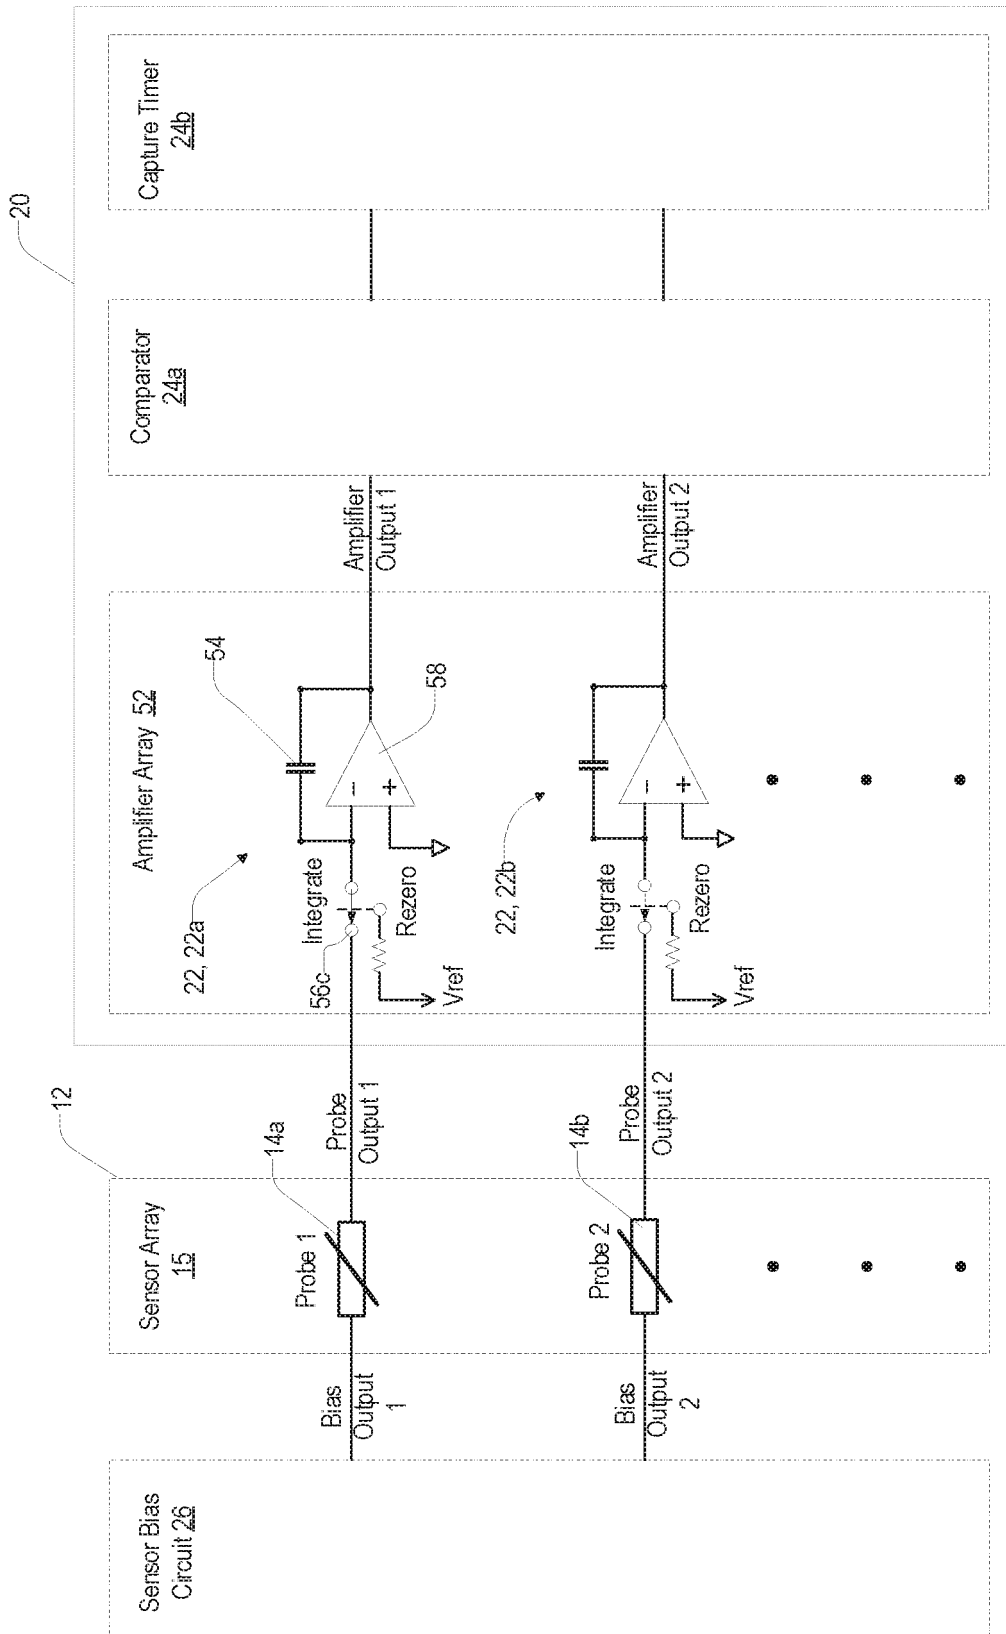 20
12
Sensor Bias
Circuit 26
Bias
Output
1
Bias
Output
2
Sensor Array
15
Probe 1
14a
Probe 2
14b
Probe
Output 1
Probe
Output 2
Amplifier Array 52
22, 22a
54
Integrate
56c
Rezero
Vref
−
+
58
22, 22b
Integrate
Rezero
Vref
−
+
Amplifier
Output 1
Amplifier
Output 2
Comparator
24a
Capture Timer
24b